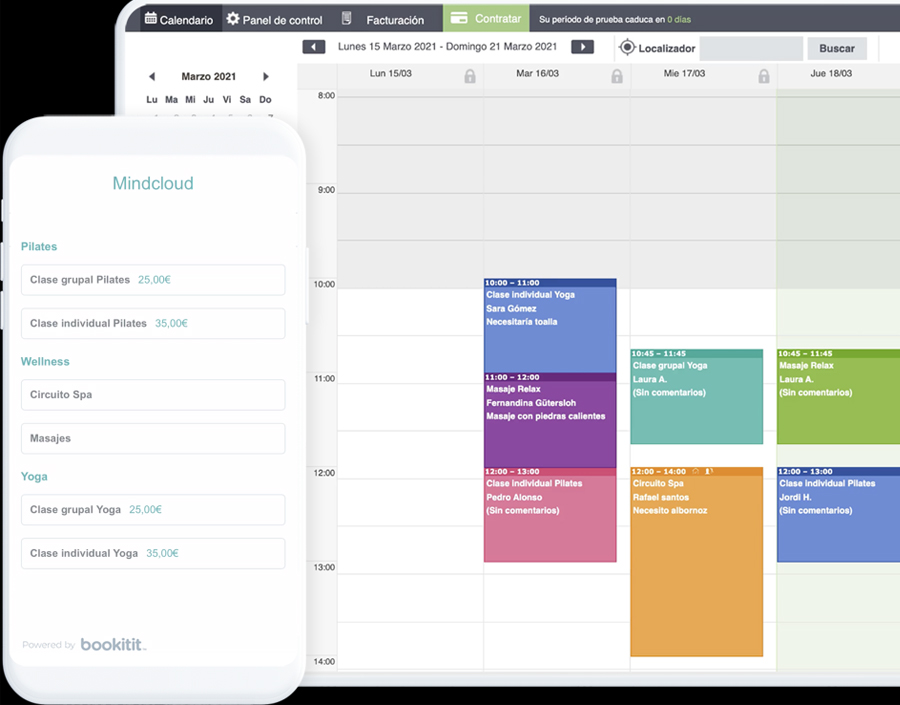 Calendario
Panel de control
Facturación
Contratar
Su periodo de prueba caduca en 0 días
Lunes 15 Marzo 2021 - Domingo 21 Marzo 2021
Localizador
Buscar
Marzo 2021
Lu Ma Mi Ju Vi Sa Do
Lun 15/03
Mar 16/03
Mie 17/03
Jue 18/03
8:00
9:00
10:00
11:00
12:00
13:00
14:00
10:00 – 11:00
Clase individual Yoga
Sara Gómez
Necesitaría toalla
11:00 – 12:00
Masaje Relax
Fernandina Gütersloh
Masaje con piedras calientes
12:00 – 13:00
Clase individual Pilates
Pedro Alonso
(Sin comentarios)
10:45 – 11:45
Clase grupal Yoga
Laura A.
(Sin comentarios)
12:00 – 14:00
Circuito Spa
Rafael santos
Necesito albornoz
10:45 – 11:45
Masaje Relax
Laura A.
(Sin comentarios)
12:00 – 13:00
Clase individual Pilates
Jordi H.
(Sin comentarios)
Mindcloud
Pilates
Clase grupal Pilates 25,00€
Clase individual Pilates 35,00€
Wellness
Circuito Spa
Masajes
Yoga
Clase grupal Yoga 25,00€
Clase individual Yoga 35,00€
Powered by bookitit™